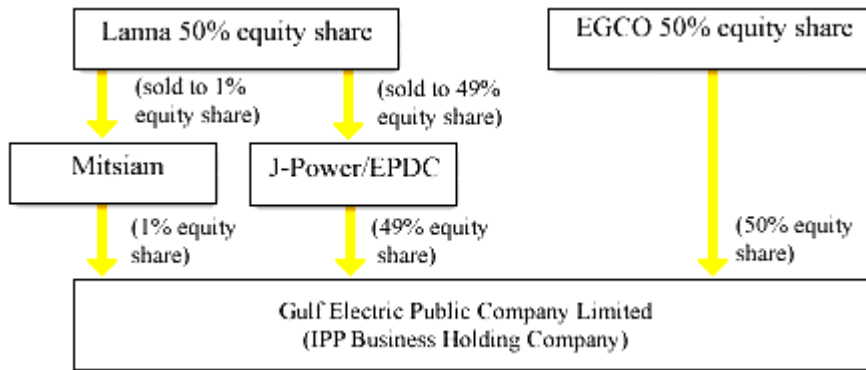 Lanna 50% equity share
EGCO 50% equity share
(sold to 1%
equity share)
(sold to 49%
equity share)
Mitsiam
J-Power/EPDC
(1% equity
share)
(49% equity
share)
(50% equity
share)
Gulf Electric Public Company Limited
(IPP Business Holding Company)